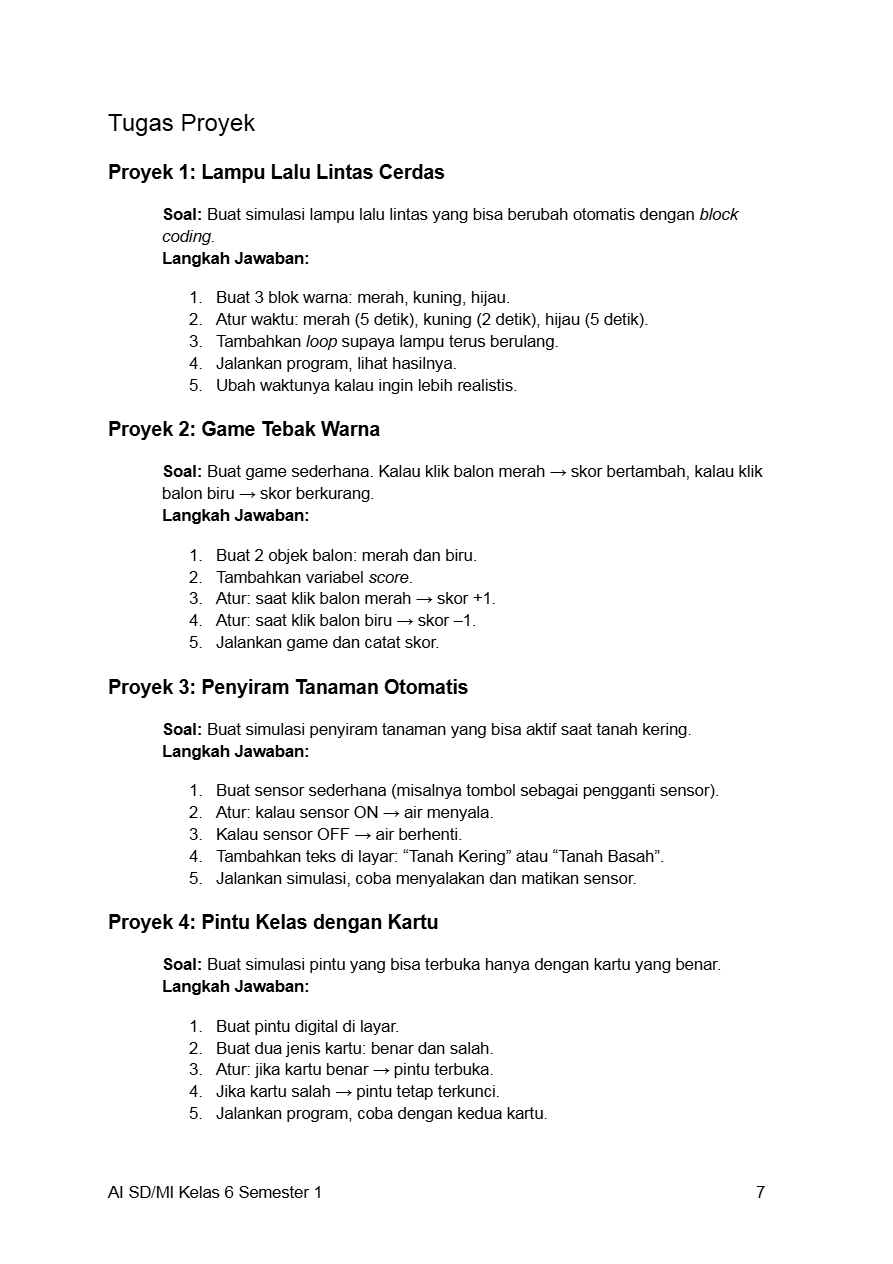 Tugas Proyek
Proyek 1: Lampu Lalu Lintas Cerdas
Soal: Buat simulasi lampu lalu lintas yang bisa berubah otomatis dengan block
coding.
Langkah Jawaban:
1. Buat 3 blok warna: merah, kuning, hijau.
2. Atur waktu: merah (5 detik), kuning (2 detik), hijau (5 detik).
3. Tambahkan loop supaya lampu terus berulang.
4. Jalankan program, lihat hasilnya.
5. Ubah waktunya kalau ingin lebih realistis.
Proyek 2: Game Tebak Warna
Soal: Buat game sederhana. Kalau klik balon merah → skor bertambah, kalau klik
balon biru → skor berkurang.
Langkah Jawaban:
1. Buat 2 objek balon: merah dan biru.
2. Tambahkan variabel score.
3. Atur: saat klik balon merah → skor +1.
4. Atur: saat klik balon biru → skor –1.
5. Jalankan game dan catat skor.
Proyek 3: Penyiram Tanaman Otomatis
Soal: Buat simulasi penyiram tanaman yang bisa aktif saat tanah kering.
Langkah Jawaban:
1. Buat sensor sederhana (misalnya tombol sebagai pengganti sensor).
2. Atur: kalau sensor ON → air menyala.
3. Kalau sensor OFF → air berhenti.
4. Tambahkan teks di layar: “Tanah Kering” atau “Tanah Basah”.
5. Jalankan simulasi, coba menyalakan dan matikan sensor.
Proyek 4: Pintu Kelas dengan Kartu
Soal: Buat simulasi pintu yang bisa terbuka hanya dengan kartu yang benar.
Langkah Jawaban:
1. Buat pintu digital di layar.
2. Buat dua jenis kartu: benar dan salah.
3. Atur: jika kartu benar → pintu terbuka.
4. Jika kartu salah → pintu tetap terkunci.
5. Jalankan program, coba dengan kedua kartu.
AI SD/MI Kelas 6 Semester 1 7